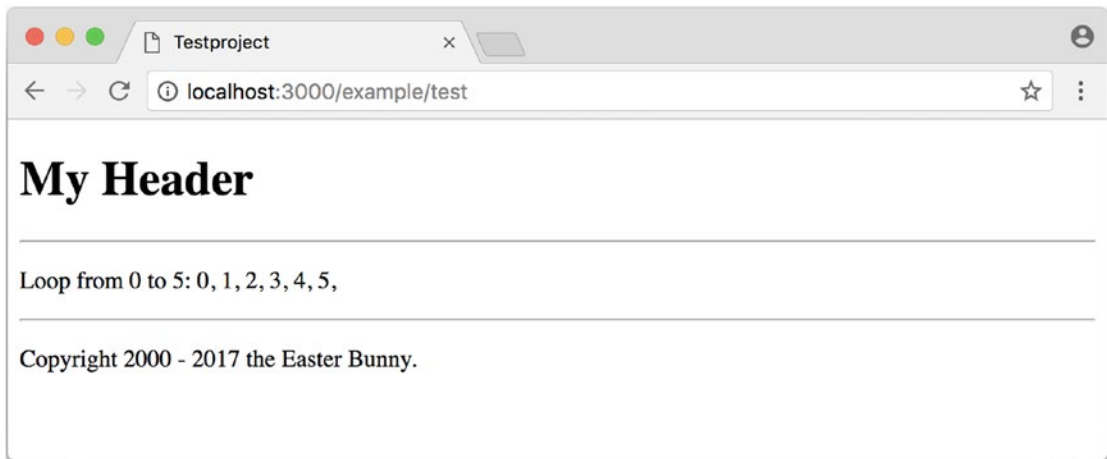 Testproject
localhost:3000/example/test
My Header
Loop from 0 to 5: 0, 1, 2, 3, 4, 5,
Copyright 2000 - 2017 the Easter Bunny.